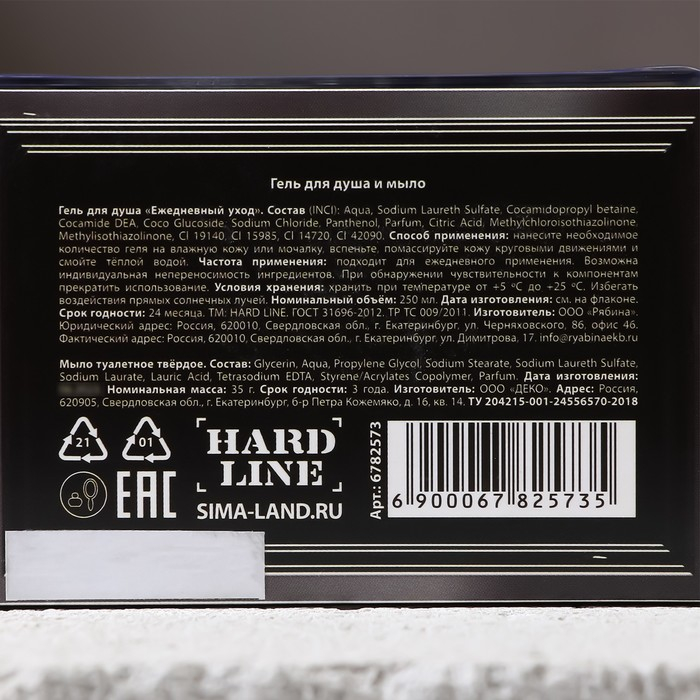 Гель для душа и мыло
Гель для душа «Ежедневный уход». Состав (INCI): Aqua, Sodium Laureth Sulfate, Cocamidopropyl betaine,
Cocamide DEA, Coco Glucoside, Sodium Chloride, Panthenol, Parfum, Citric Acid, Methylchloroisothiazolinone,
Methylisothiazolinone, CI 19140, CI 15985, CI 14720, CI 42090. Способ применения: нанесите необходимое
количество геля на влажную кожу или мочалку, вспеньте, помассируйте кожу круговыми движениями и
смойте тёплой водой. Частота применения: подходит для ежедневного применения. Возможна
индивидуальная непереносимость ингредиентов. При обнаружении чувствительности к компонентам
прекратить использование. Условия хранения: хранить при температуре от +5 ºC до +25 ºC. Избегать
воздействия прямых солнечных лучей. Номинальный объём: 250 мл. Дата изготовления: см. на флаконе.
Срок годности: 24 месяца. ТМ: HARD LINE. ГОСТ 31696-2012. ТР ТС 009/2011. Изготовитель: ООО «Рябина».
Юридический адрес: Россия, 620010, Свердловская обл., г. Екатеринбург, ул. Черняховского, 86, офис 46.
Фактический адрес: Россия, 620010, Свердловская обл., г. Екатеринбург, ул. Димитрова, 17. info@ryabinaekb.ru
Мыло туалетное твёрдое. Состав: Glycerin, Aqua, Propylene Glycol, Sodium Stearate, Sodium Laureth Sulfate,
Sodium Laurate, Lauric Acid, Tetrasodium EDTA, Styrene/Acrylates Copolymer, Parfum. Дата изготовления:
Номинальная масса: 35 г. Срок годности: 3 года. Изготовитель: ООО «ДЕКО». Адрес: Россия,
620905, Свердловская обл., г. Екатеринбург, 6-р Петра Кожемяко, д. 16, кв. 14. ТУ 204215-001-24556570-2018
21 01
HARD
LINE
EAC
SIMA-LAND.RU
Арт.: 6782573
6 900067 825735